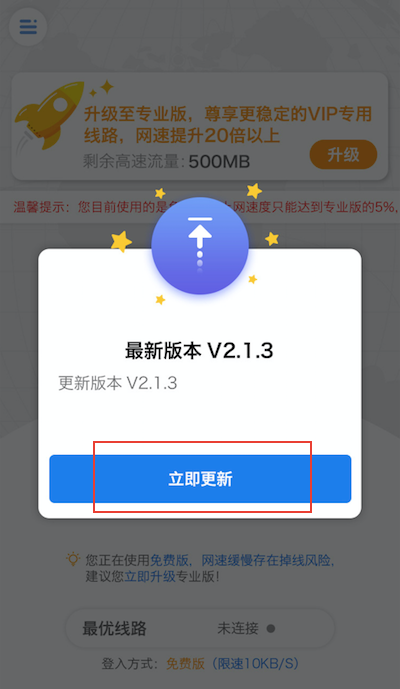 升级至专业版，尊享更稳定的VIP专用
线路，网速提升20倍以上
剩余高速流量：500MB
升级
温馨提示：您目前使用的是免
网速度只能达到专业版的5%,
最新版本 V2.1.3
更新版本 V2.1.3
立即更新
您正在使用免费版，网速缓慢存在掉线风险，
建议您立即升级专业版！
最优线路
未连接
登入方式：免费版（限速10KB/S）